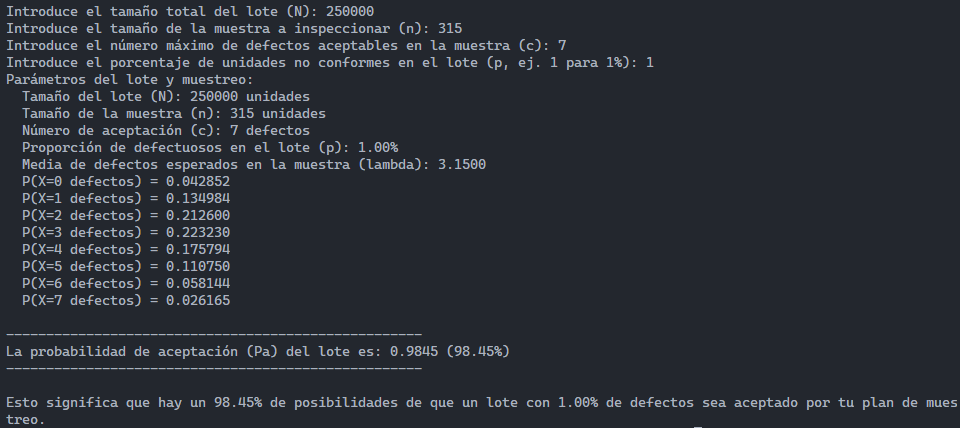 Introduce el tamaño total del lote (N): 250000
Introduce el tamaño de la muestra a inspeccionar (n): 315
Introduce el número máximo de defectos aceptables en la muestra (c): 7
Introduce el porcentaje de unidades no conformes en el lote (p, ej. 1 para 1%): 1
Parámetros del lote y muestreo:
  Tamaño del lote (N): 250000 unidades
  Tamaño de la muestra (n): 315 unidades
  Número de aceptación (c): 7 defectos
  Proporción de defectuosos en el lote (p): 1.00%
  Media de defectos esperados en la muestra (lambda): 3.1500
  P(X=0 defectos) = 0.042852
  P(X=1 defectos) = 0.134984
  P(X=2 defectos) = 0.212600
  P(X=3 defectos) = 0.223230
  P(X=4 defectos) = 0.175794
  P(X=5 defectos) = 0.110750
  P(X=6 defectos) = 0.058144
  P(X=7 defectos) = 0.026165
----------------------------------------------------
La probabilidad de aceptación (Pa) del lote es: 0.9845 (98.45%)
----------------------------------------------------
Esto significa que hay un 98.45% de posibilidades de que un lote con 1.00% de defectos sea aceptado por tu plan de mues
treo.